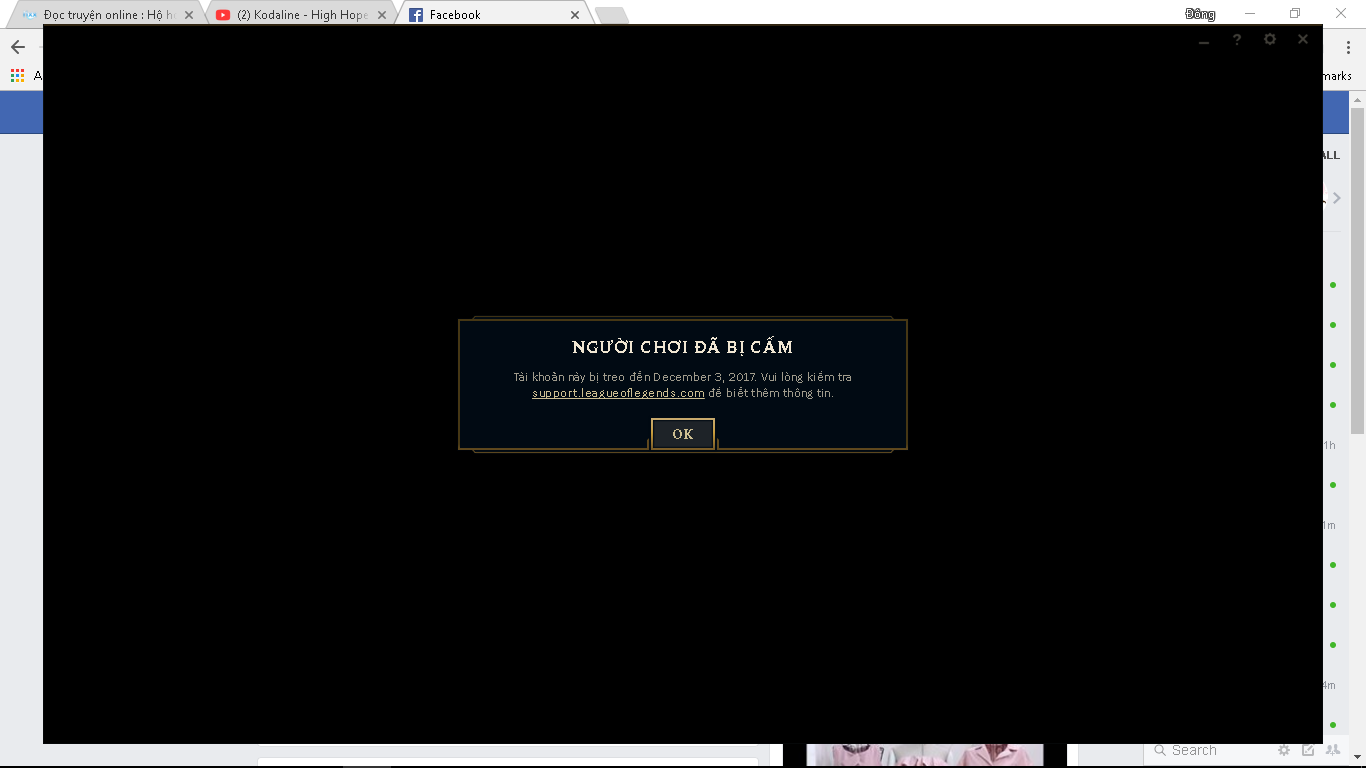 Đọc truyện online : Hộ h
(2) Kodaline - High Hope
Facebook
Đông
?
A
marks
ALL
NGƯỜI CHƠI ĐÃ BỊ CẤM
Tài khoản này bị treo đến December 3, 2017. Vui lòng kiểm tra
support.leagueoflegends.com để biết thêm thông tin.
OK
1h
1m
4m
Search